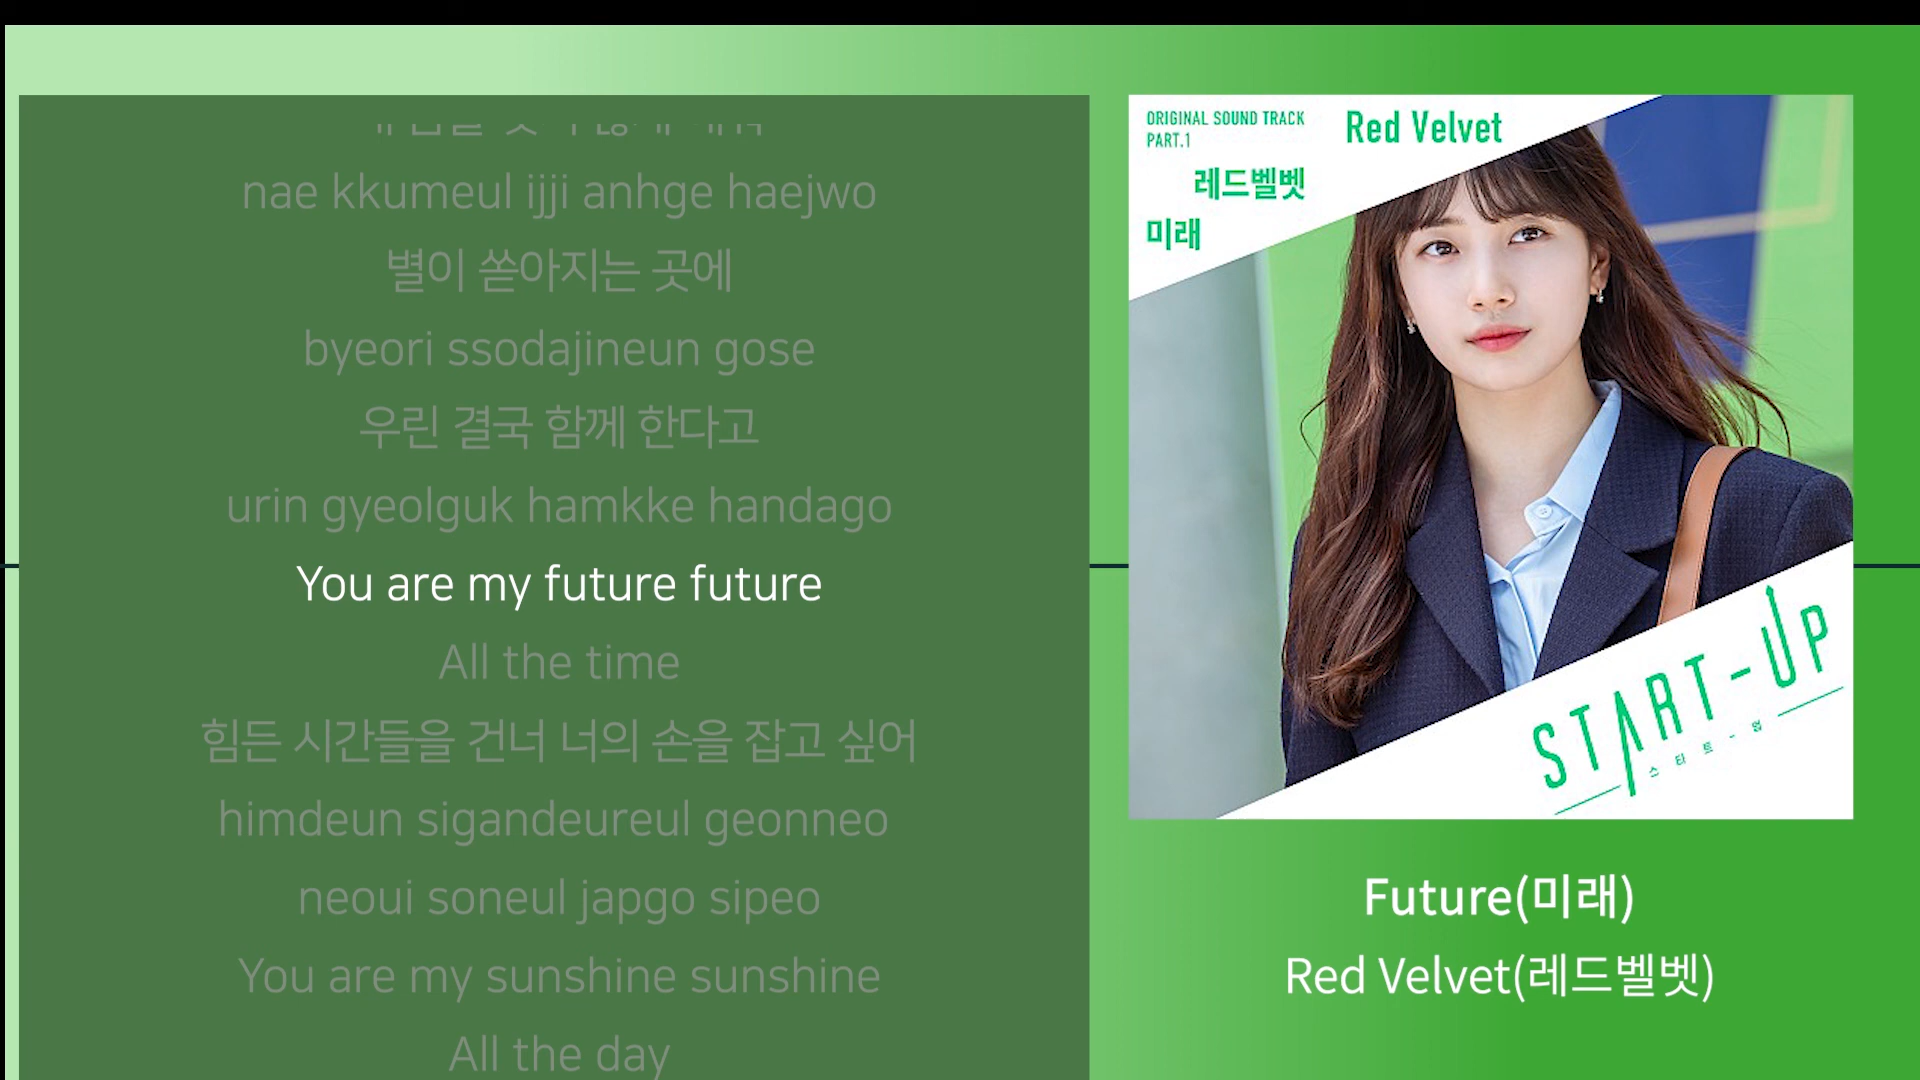 nae kkumeul ijji anhge haejwo
별이 쏟아지는 곳에
byeori ssodajineun gose
우린 결국 함께 한다고
urin gyeolguk hamkke handago
You are my future future
All the time
힘든 시간들을 건너 너의 손을 잡고 싶어
himdeun sigandeureul geonneo
neoui soneul japgo sipeo
You are my sunshine sunshine
All the day
ORIGINAL SOUND TRACK
PART.1
Red Velvet
레드벨벳
미래
START-UP
스타트-업
Future(미래)
Red Velvet(레드벨벳)